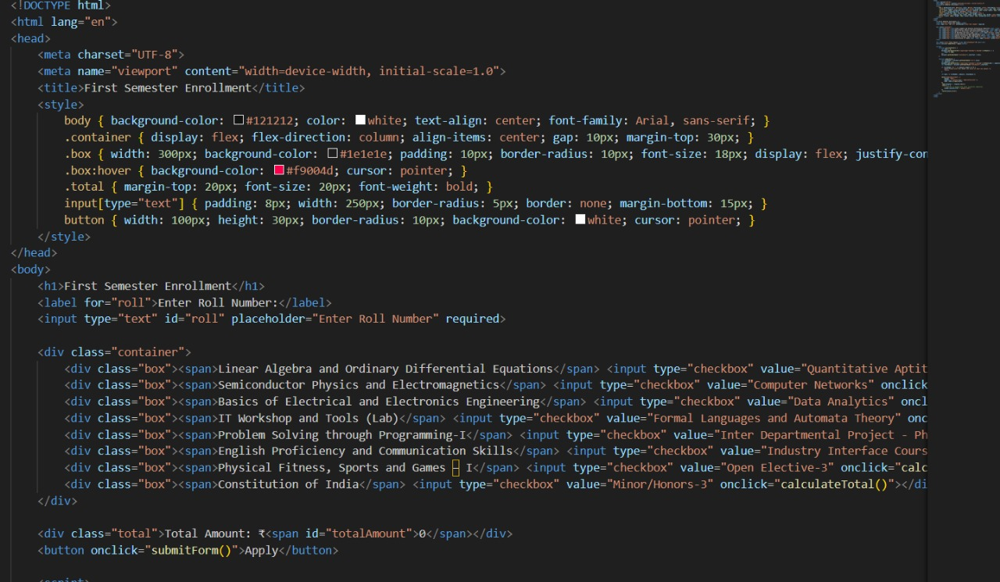 <!DOCTYPE html>
<html lang="en">
<head>
    <meta charset="UTF-8">
    <meta name="viewport" content="width=device-width, initial-scale=1.0">
    <title>First Semester Enrollment</title>
    <style>
        body { background-color: #121212; color: white; text-align: center; font-family: Arial, sans-serif; }
        .container { display: flex; flex-direction: column; align-items: center; gap: 10px; margin-top: 30px; }
        .box { width: 300px; background-color: #1e1e1e; padding: 10px; border-radius: 10px; font-size: 18px; display: flex; justify-con
        .box:hover { background-color: #f9004d; cursor: pointer; }
        .total { margin-top: 20px; font-size: 20px; font-weight: bold; }
        input[type="text"] { padding: 8px; width: 250px; border-radius: 5px; border: none; margin-bottom: 15px; }
        button { width: 100px; height: 30px; border-radius: 10px; background-color: white; cursor: pointer; }
    </style>
</head>
<body>
    <h1>First Semester Enrollment</h1>
    <label for="roll">Enter Roll Number:</label>
    <input type="text" id="roll" placeholder="Enter Roll Number" required>
    <div class="container">
        <div class="box"><span>Linear Algebra and Ordinary Differential Equations</span> <input type="checkbox" value="Quantitative Aptit
        <div class="box"><span>Semiconductor Physics and Electromagnetics</span> <input type="checkbox" value="Computer Networks" onclick
        <div class="box"><span>Basics of Electrical and Electronics Engineering</span> <input type="checkbox" value="Data Analytics" oncl
        <div class="box"><span>IT Workshop and Tools (Lab)</span> <input type="checkbox" value="Formal Languages and Automata Theory" onc
        <div class="box"><span>Problem Solving through Programming-I</span> <input type="checkbox" value="Inter Departmental Project - Ph
        <div class="box"><span>English Proficiency and Communication Skills</span> <input type="checkbox" value="Industry Interface Cours
        <div class="box"><span>Physical Fitness, Sports and Games – I</span> <input type="checkbox" value="Open Elective-3" onclick="calc
        <div class="box"><span>Constitution of India</span> <input type="checkbox" value="Minor/Honors-3" onclick="calculateTotal()"></di
    </div>
    <div class="total">Total Amount: ₹<span id="totalAmount">0</span></div>
    <button onclick="submitForm()">Apply</button>
    <script>